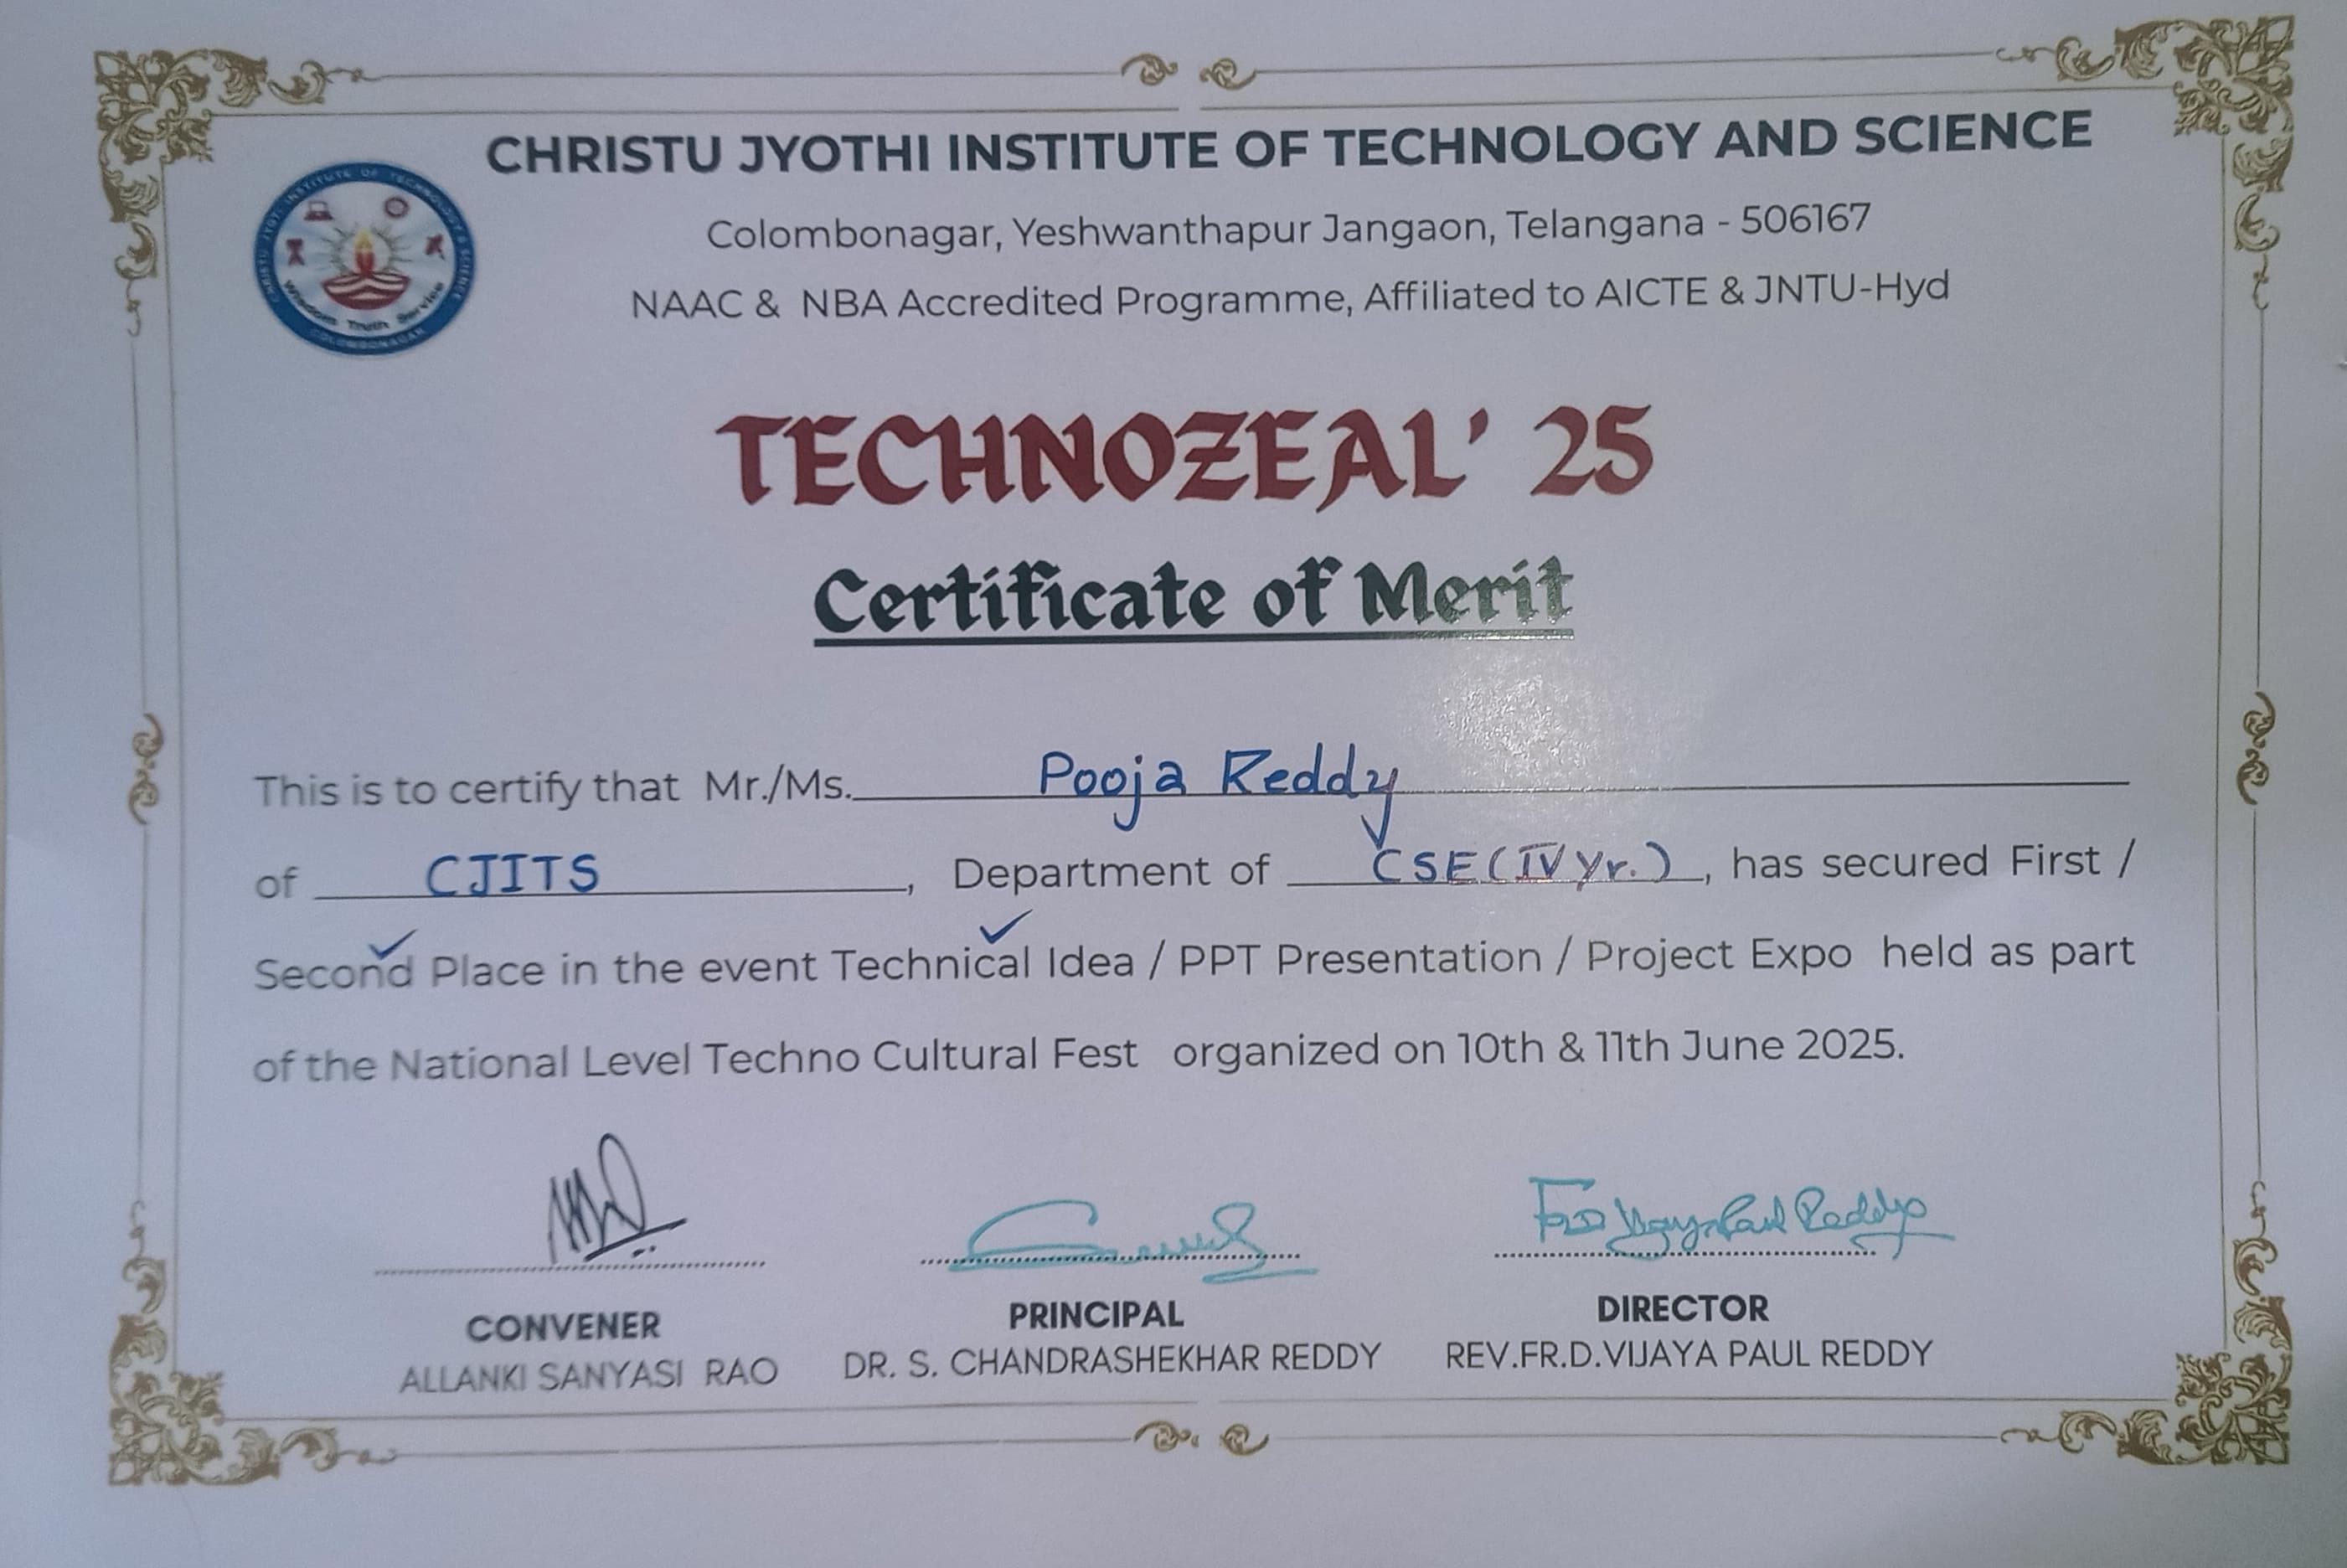 CHRISTU JYOTHI INSTITUTE OF TECHNOLOGY AND SCIENCE
Colombonagar, Yeshwanthapur Jangaon, Telangana - 506167
NAAC & NBA Accredited Programme, Affiliated to AICTE & JNTU-Hyd
CHRISTU JYOTI INSTITUTE OF TECHNOLOGY & SCIENCE
Wisdom Truth Service
COLOMBONAGAR
TECHNOZEAL' 25
Certificate of Merit
This is to certify that Mr./Ms. Pooja Reddy
of CJITS, Department of CSE (IV Yr.), has secured First /
Second Place in the event Technical Idea / PPT Presentation / Project Expo held as part
of the National Level Techno Cultural Fest organized on 10th & 11th June 2025.
CONVENER PRINCIPAL DIRECTOR
ALLANKI SANYASI RAO DR. S. CHANDRASHEKHAR REDDY REV.FR.D.VIJAYA PAUL REDDY